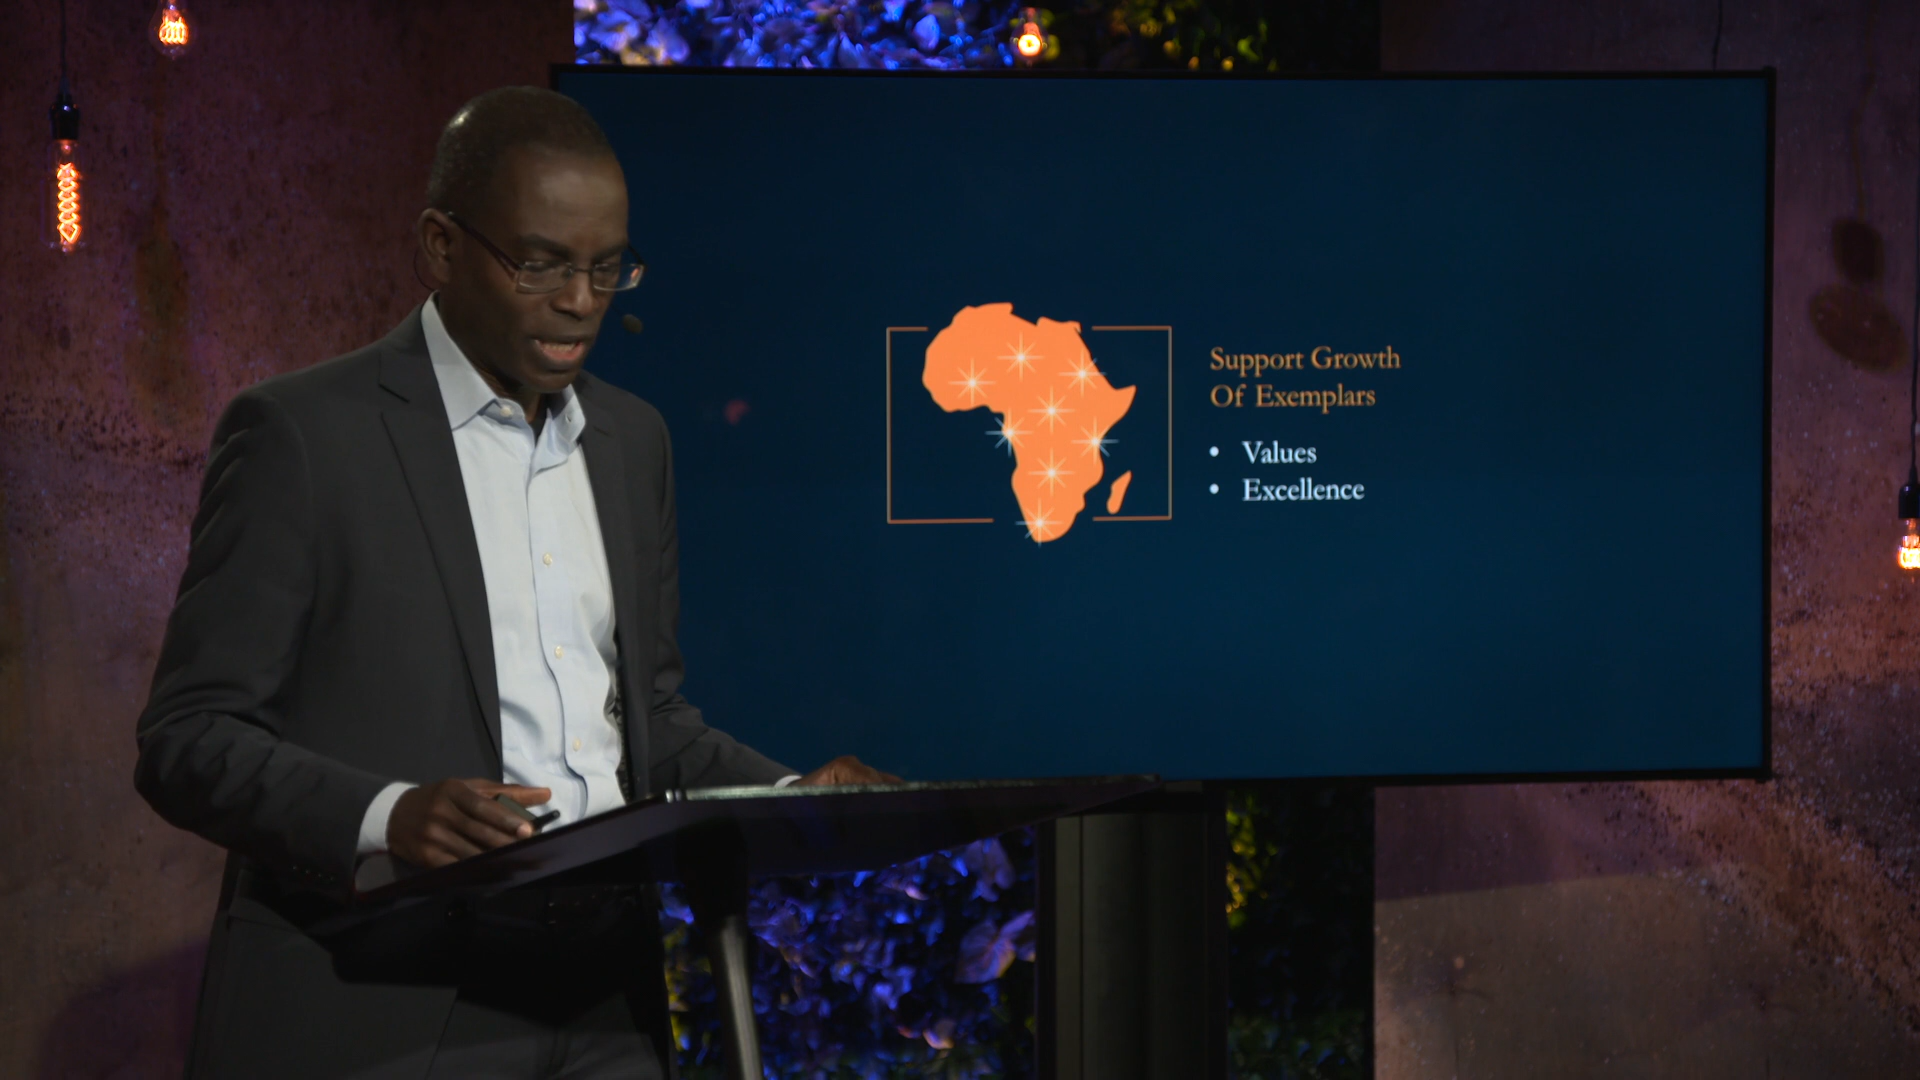 Support Growth
Of Exemplars
• Values
• Excellence